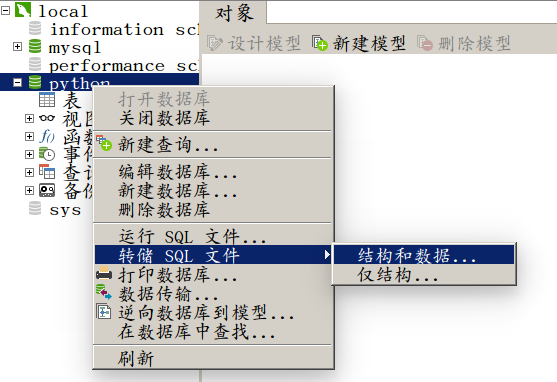 local
对象
information sc
mysql
设计模型 新建模型 删除模型
performance sc
python
表
打开数据库
关闭数据库
视图
函数
新建查询...
事件
查询
编辑数据库...
新建数据库...
备份
删除数据库
sys
运行 SQL 文件...
转储 SQL 文件
结构和数据...
打印数据库...
仅结构...
数据传输...
逆向数据库到模型...
在数据库中查找...
刷新